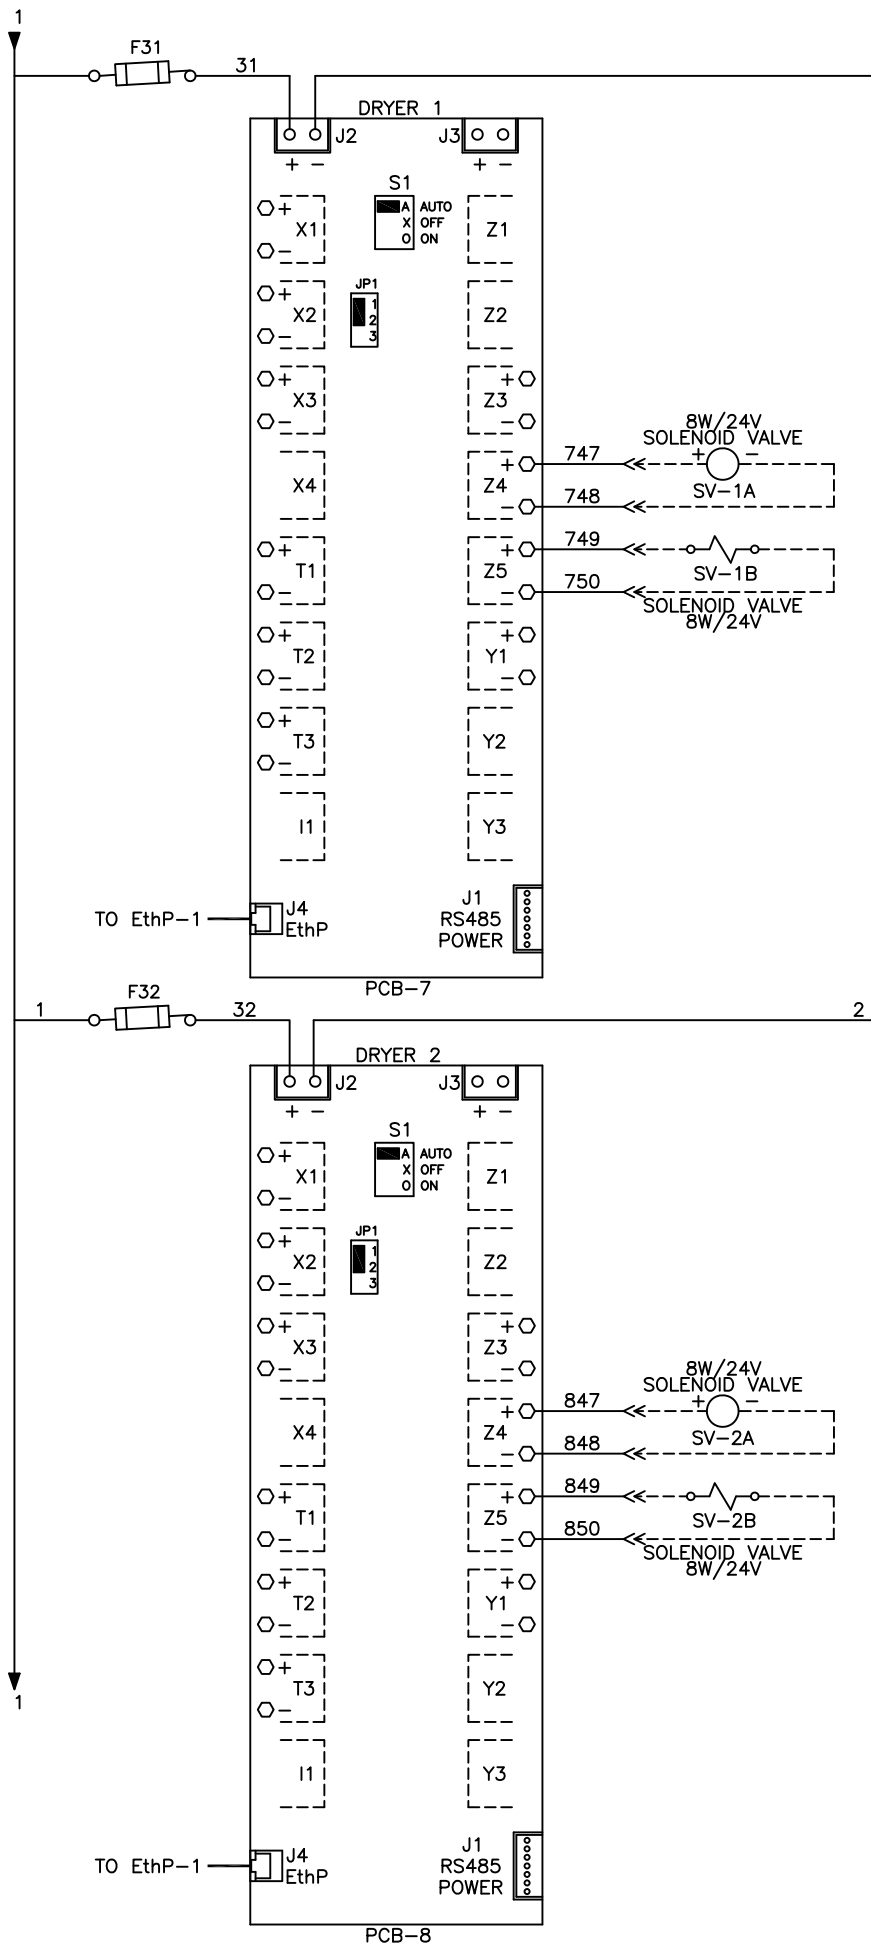 1
F31
31
DRYER 1
J2
J3
+ −
+ −
S1
A AUTO
X OFF
O ON
+
X1
−
Z1
JP1
1
2
3
+
X2
−
Z2
+
X3
−
+
Z3
−
8W/24V
SOLENOID VALVE
+ −
SV−1A
X4
+
Z4
−
747
748
+
T1
−
+
Z5
−
749
750
SV−1B
SOLENOID VALVE
8W/24V
+
T2
−
+
Y1
−
+
T3
−
Y2
I1
Y3
TO EthP−1
J4
EthP
J1
RS485
POWER
PCB−7
1
F32
32
2
DRYER 2
J2
J3
+ −
+ −
S1
A AUTO
X OFF
O ON
+
X1
−
Z1
JP1
1
2
3
+
X2
−
Z2
+
X3
−
+
Z3
−
8W/24V
SOLENOID VALVE
+ −
SV−2A
X4
+
Z4
−
847
848
+
T1
−
+
Z5
−
849
850
SV−2B
SOLENOID VALVE
8W/24V
+
T2
−
+
Y1
−
+
T3
−
Y2
1
I1
Y3
TO EthP−1
J4
EthP
J1
RS485
POWER
PCB−8